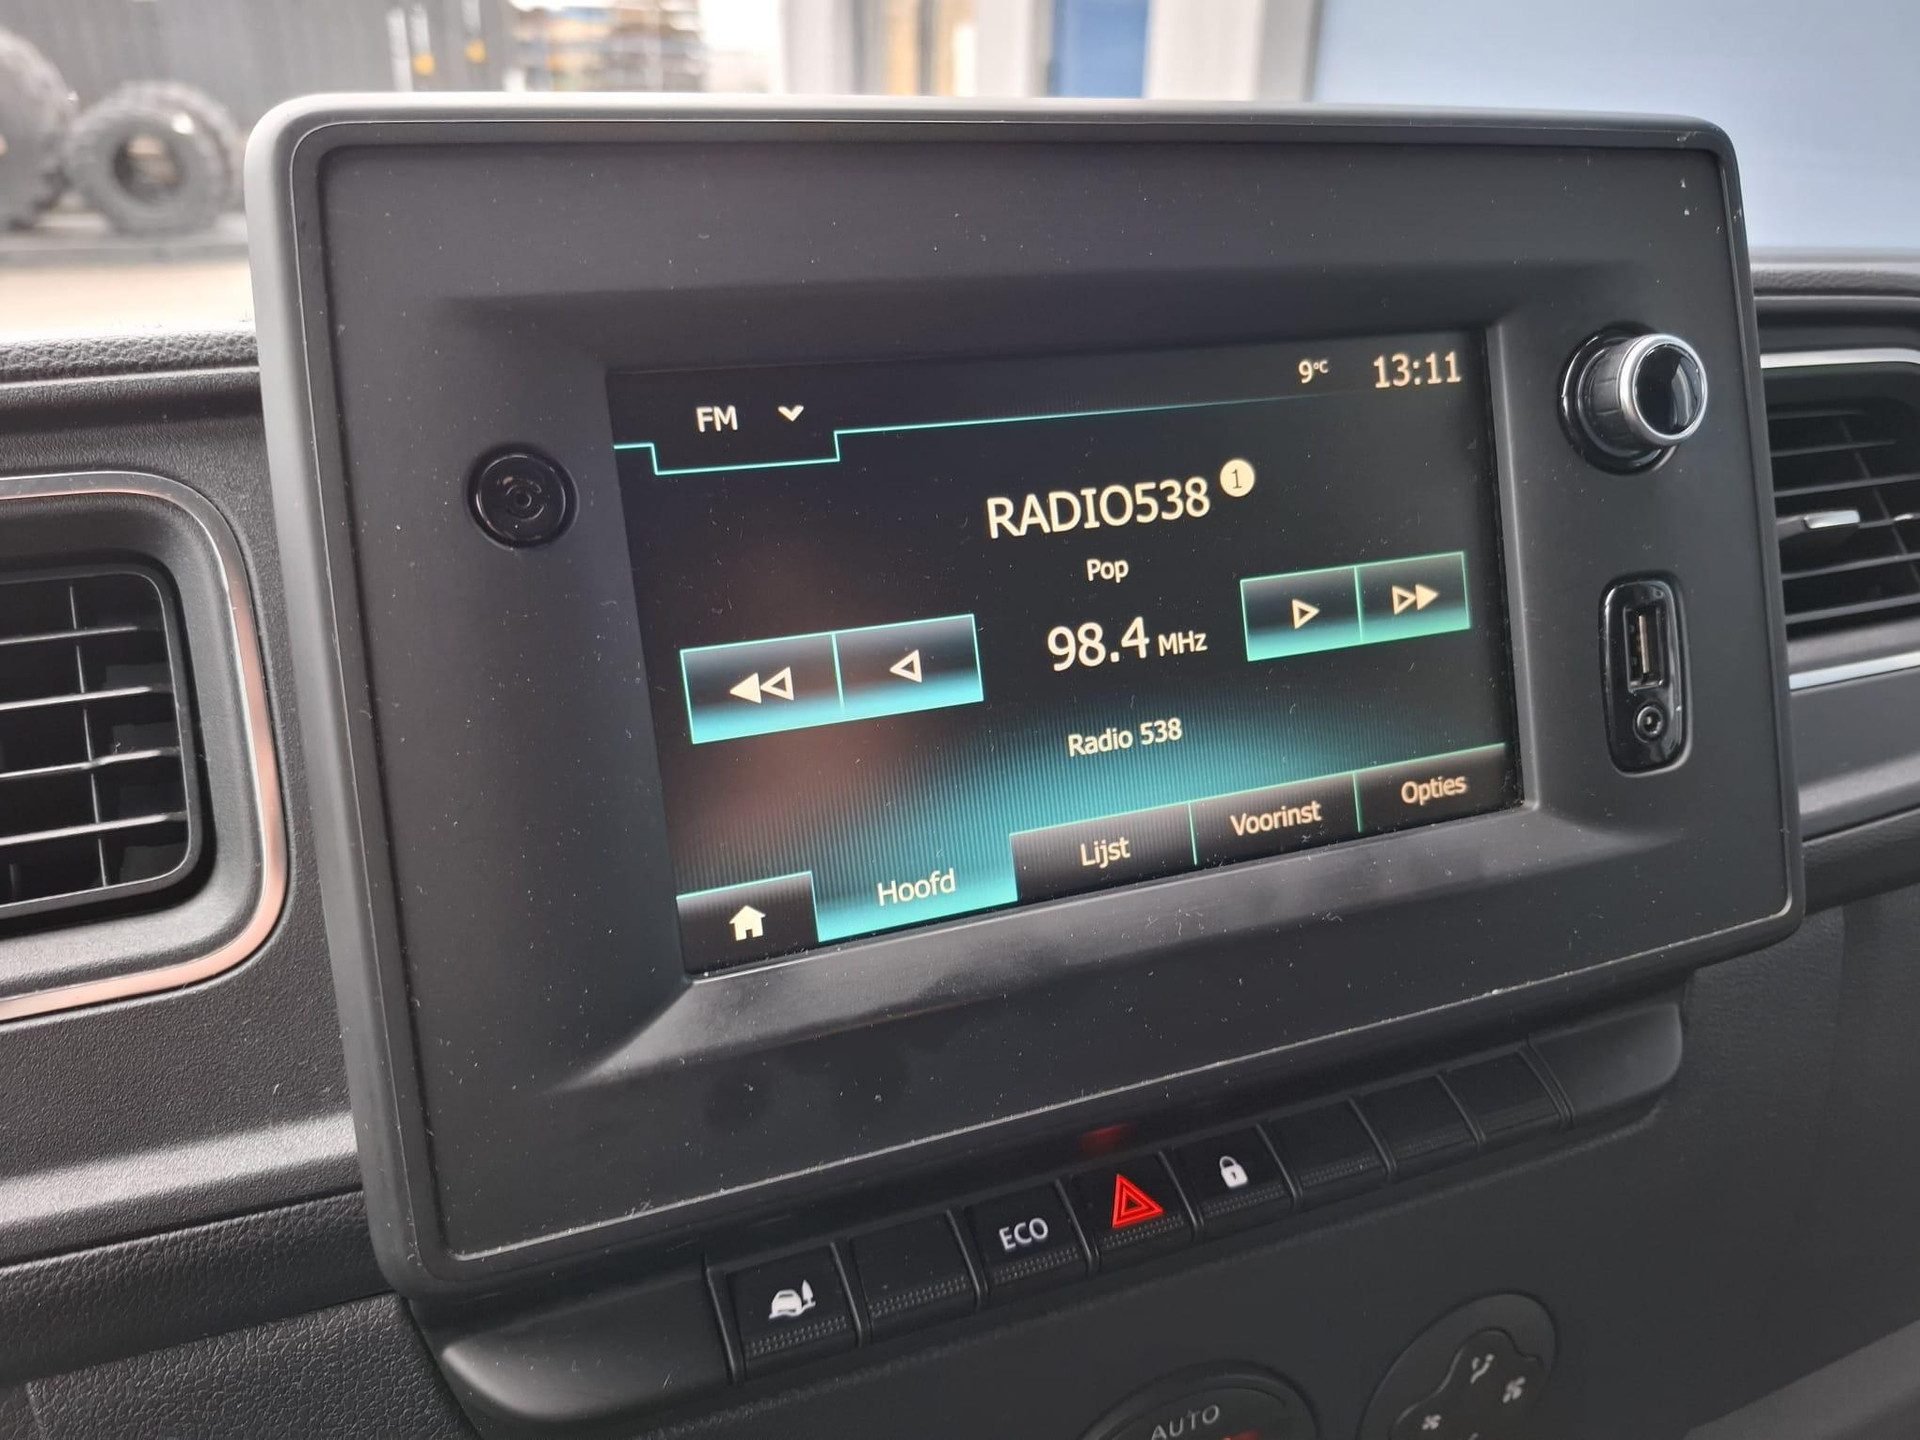 9°C 13:11
FM
RADIO538 1
Pop
98.4 MHz
Radio 538
Hoofd Lijst Voorinst Opties
ECO
AUTO